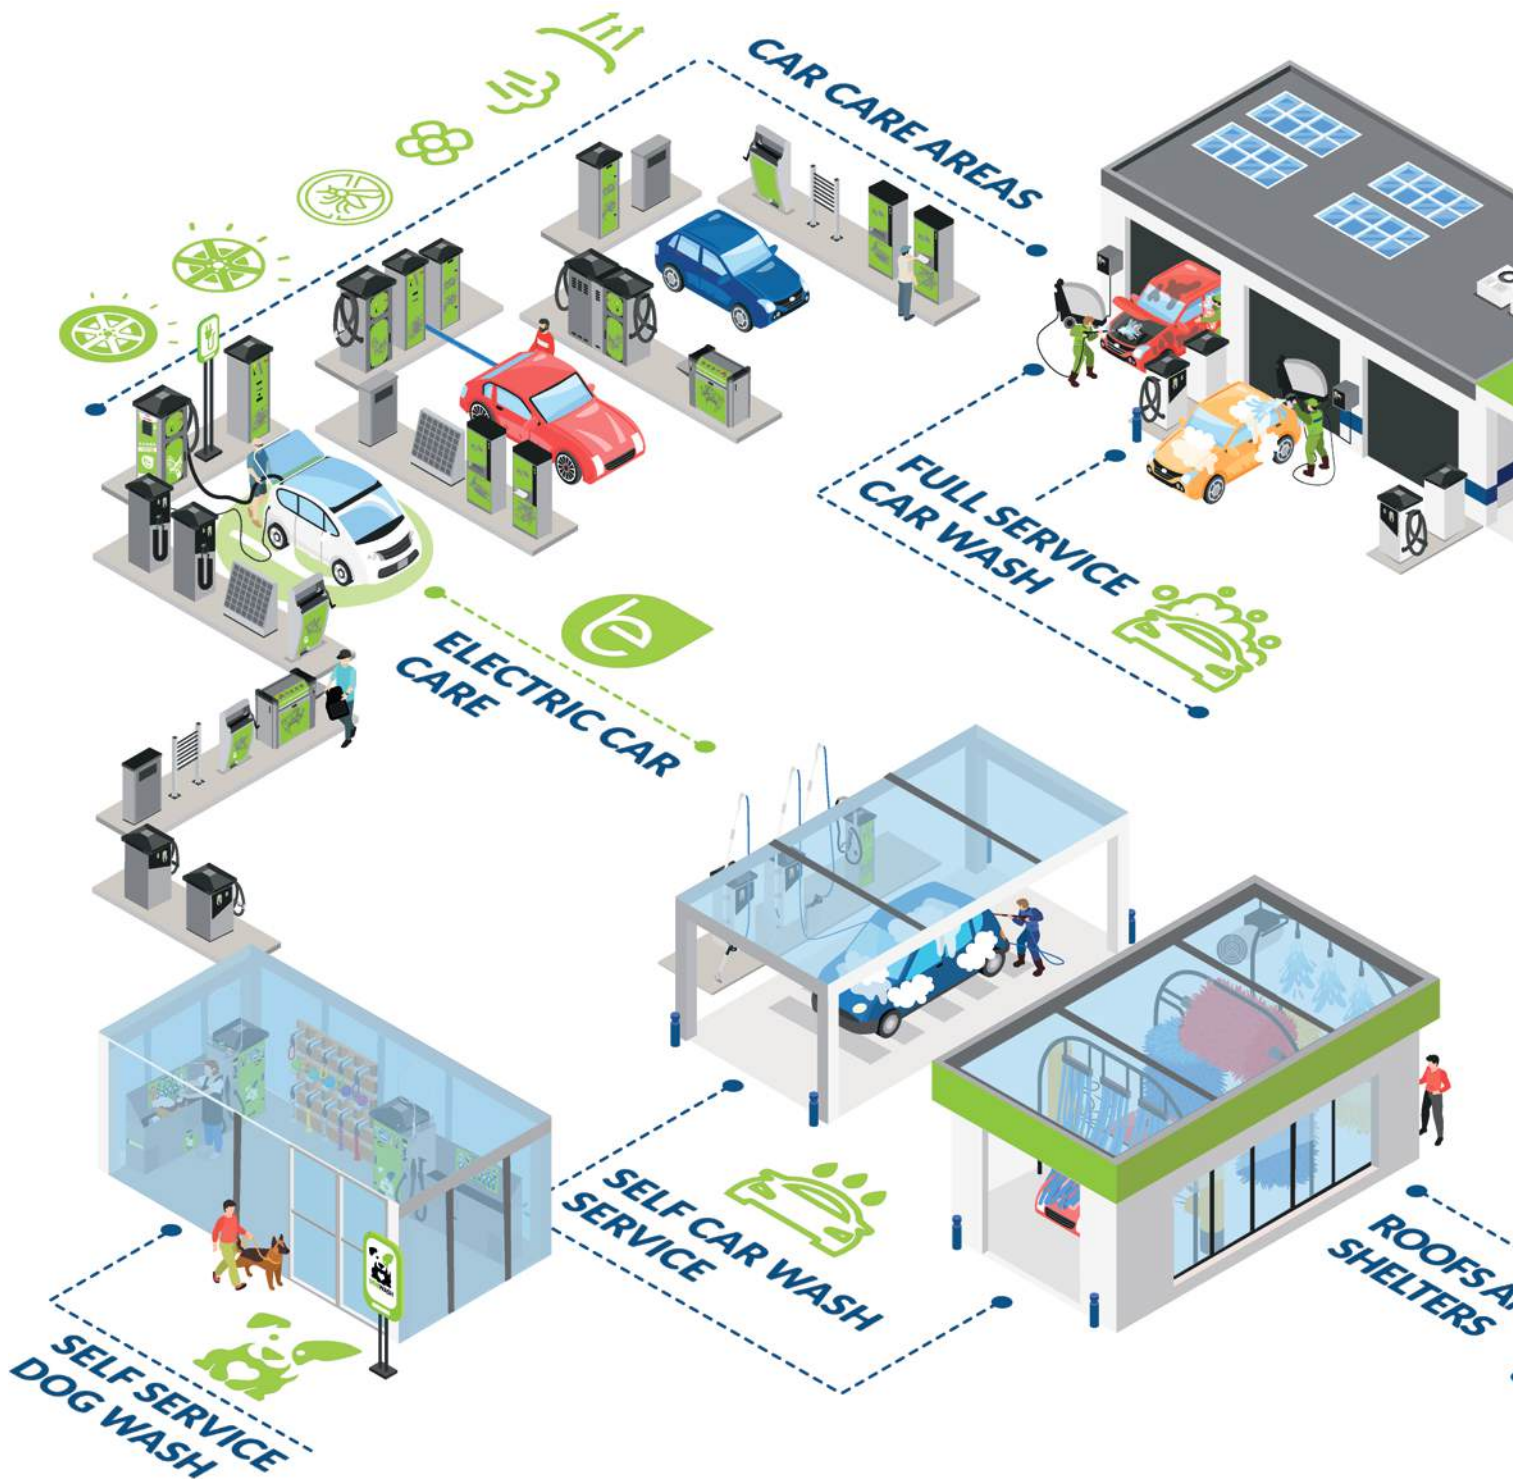 CAR CARE AREAS
FULL SERVICE
CAR WASH
ELECTRIC CAR
CARE
SELF CAR WASH
SERVICE
ROOFS A
SHELTERS
SELF SERVICE
DOG WASH